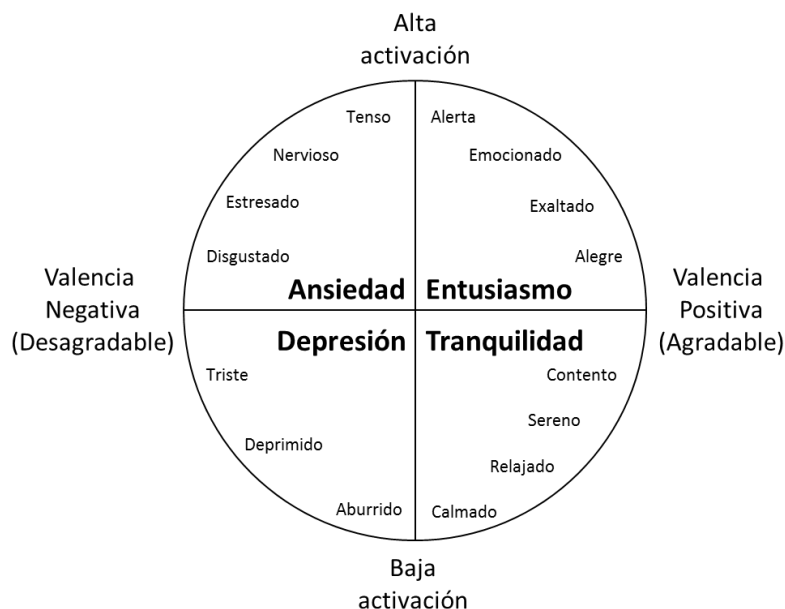 Alta
activación
Tenso
Alerta
Nervioso
Emocionado
Estresado
Exaltado
Disgustado
Alegre
Valencia
Negativa
(Desagradable)
Ansiedad
Entusiasmo
Valencia
Positiva
(Agradable)
Depresión
Tranquilidad
Triste
Contento
Sereno
Deprimido
Relajado
Aburrido
Calmado
Baja
activación